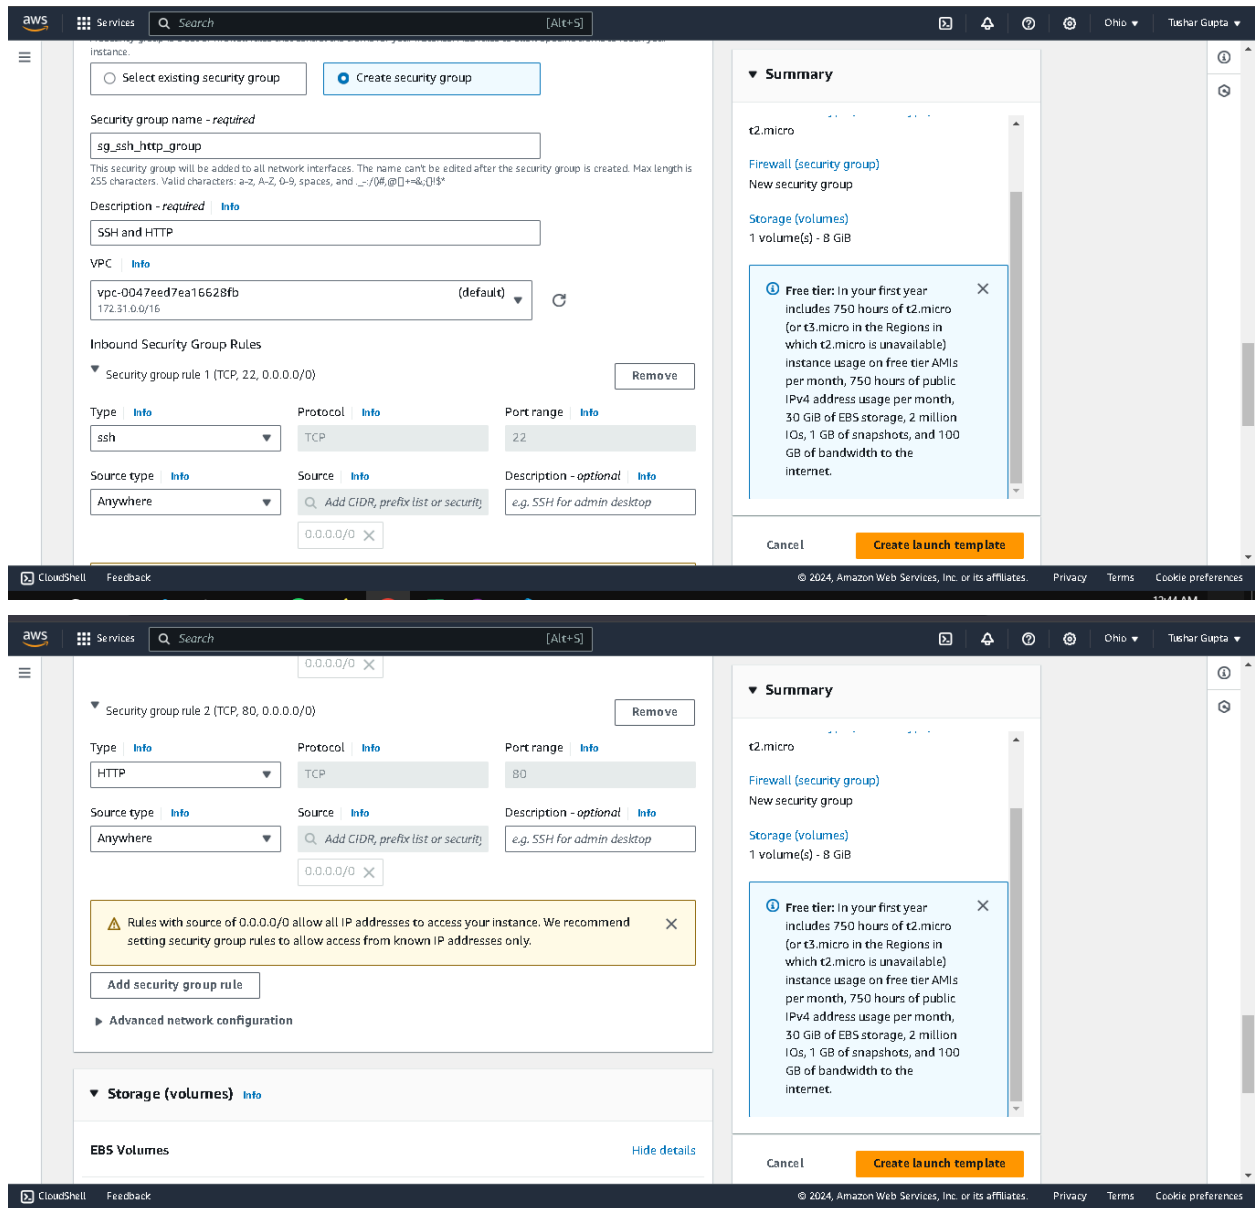 aws Services Search [Alt+S] Ohio Tushar Gupta
instance.
Select existing security group
Create security group
Security group name - required
sg_ssh_http_group
This security group will be added to all network interfaces. The name can't be edited after the security group is created. Max length is
255 characters. Valid characters: a-z, A-Z, 0-9, spaces, and ._-:/()#,@[]+=&;{}!$*
Description - required Info
SSH and HTTP
VPC Info
vpc-0047eed7ea16628fb (default)
172.31.0.0/16
Inbound Security Group Rules
Security group rule 1 (TCP, 22, 0.0.0.0/0)
Remove
Type Info Protocol Info Port range Info
ssh TCP 22
Source type Info Source Info Description - optional Info
Anywhere Add CIDR, prefix list or security e.g. SSH for admin desktop
0.0.0.0/0
Summary
t2.micro
Firewall (security group)
New security group
Storage (volumes)
1 volume(s) - 8 GiB
Free tier: In your first year
includes 750 hours of t2.micro
(or t3.micro in the Regions in
which t2.micro is unavailable)
instance usage on free tier AMIs
per month, 750 hours of public
IPv4 address usage per month,
30 GiB of EBS storage, 2 million
IOs, 1 GB of snapshots, and 100
GB of bandwidth to the
internet.
Cancel Create launch template
CloudShell Feedback © 2024, Amazon Web Services, Inc. or its affiliates. Privacy Terms Cookie preferences
aws Services Search [Alt+S] Ohio Tushar Gupta
0.0.0.0/0
Security group rule 2 (TCP, 80, 0.0.0.0/0)
Remove
Type Info Protocol Info Port range Info
HTTP TCP 80
Source type Info Source Info Description - optional Info
Anywhere Add CIDR, prefix list or security e.g. SSH for admin desktop
0.0.0.0/0
Rules with source of 0.0.0.0/0 allow all IP addresses to access your instance. We recommend
setting security group rules to allow access from known IP addresses only.
Add security group rule
Advanced network configuration
Storage (volumes) Info
EBS Volumes Hide details
Summary
t2.micro
Firewall (security group)
New security group
Storage (volumes)
1 volume(s) - 8 GiB
Free tier: In your first year
includes 750 hours of t2.micro
(or t3.micro in the Regions in
which t2.micro is unavailable)
instance usage on free tier AMIs
per month, 750 hours of public
IPv4 address usage per month,
30 GiB of EBS storage, 2 million
IOs, 1 GB of snapshots, and 100
GB of bandwidth to the
internet.
Cancel Create launch template
CloudShell Feedback © 2024, Amazon Web Services, Inc. or its affiliates. Privacy Terms Cookie preferences